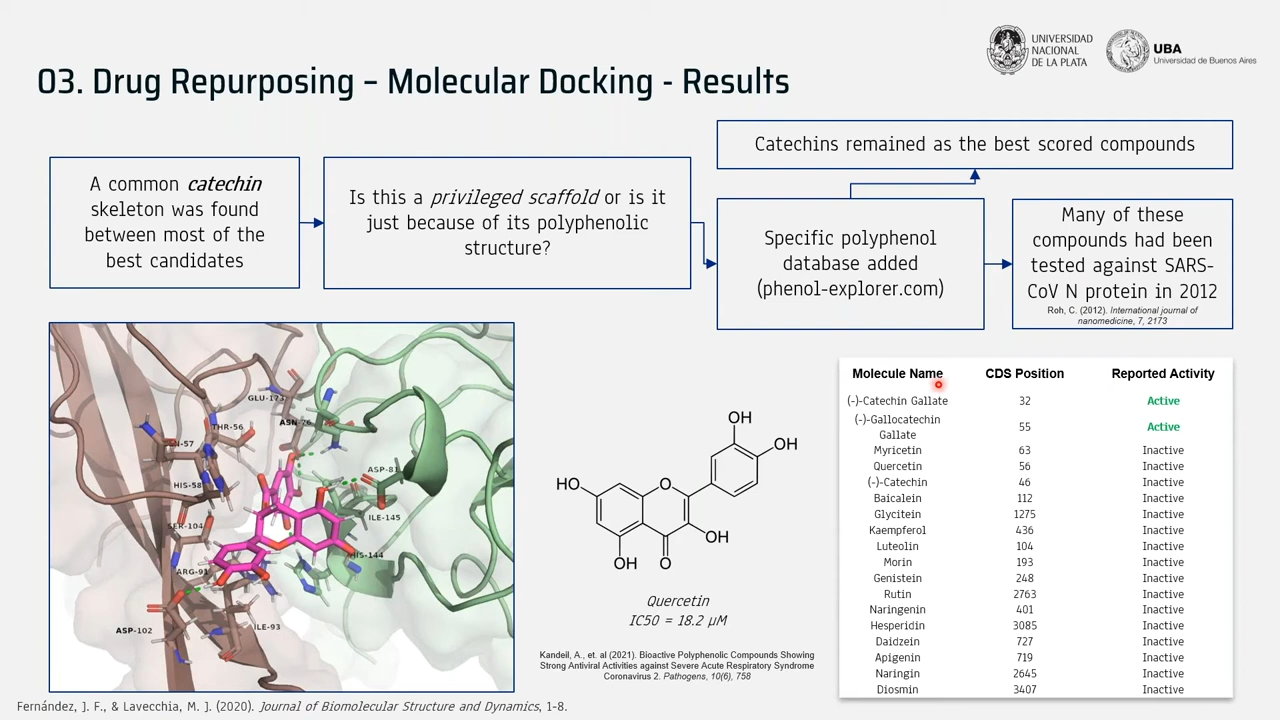 UNIVERSIDAD
NACIONAL
DE LA PLATA
UBA
Universidad de Buenos Aires
03. Drug Repurposing – Molecular Docking - Results
A common catechin
skeleton was found
between most of the
best candidates
Is this a privileged scaffold or is it
just because of its polyphenolic
structure?
Catechins remained as the best scored compounds
Specific polyphenol
database added
(phenol-explorer.com)
Many of these
compounds had been
tested against SARS-
CoV N protein in 2012
Roh, C. (2012). International journal of
nanomedicine, 7, 2173
GLU-173
ASN-76
THR-56
HIS-58
ASP-81
ILE-145
SER-104
HIS-144
ARG-91
ILE-93
ASP-102
OH
OH
HO
O
OH
OH
O
Quercetin
IC50 = 18.2 µM
Kandeil, A., et. al (2021). Bioactive Polyphenolic Compounds Showing
Strong Antiviral Activities against Severe Acute Respiratory Syndrome
Coronavirus 2. Pathogens, 10(6), 758
Molecule Name CDS Position Reported Activity
(-)-Catechin Gallate 32 Active
(-)-Gallocatechin
Gallate 55 Active
Myricetin 63 Inactive
Quercetin 56 Inactive
(-)-Catechin 46 Inactive
Baicalein 112 Inactive
Glycitein 1275 Inactive
Kaempferol 436 Inactive
Luteolin 104 Inactive
Morin 193 Inactive
Genistein 248 Inactive
Rutin 2763 Inactive
Naringenin 401 Inactive
Hesperidin 3085 Inactive
Daidzein 727 Inactive
Apigenin 719 Inactive
Naringin 2645 Inactive
Diosmin 3407 Inactive
Fernández, J. F., & Lavecchia, M. J. (2020). Journal of Biomolecular Structure and Dynamics, 1-8.